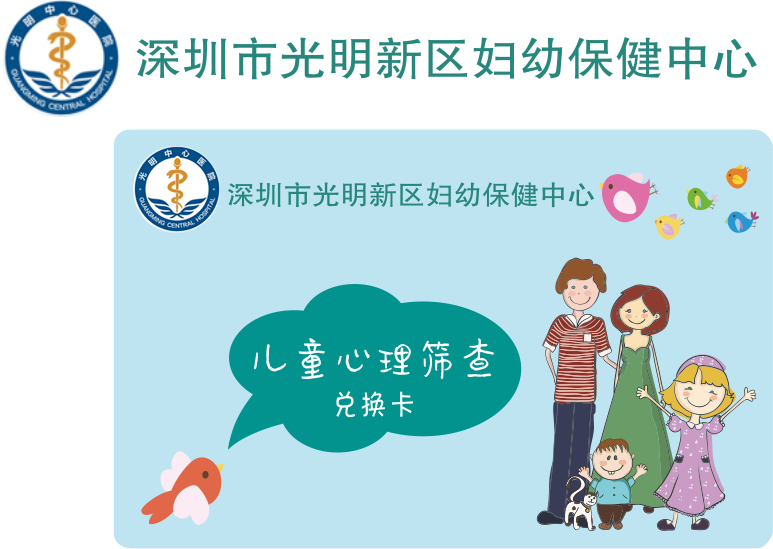 光明中心医院
GUANGMING CENTRAL HOSPITAL
深圳市光明新区妇幼保健中心
光明中心医院
GUANGMING CENTRAL HOSPITAL
深圳市光明新区妇幼保健中心
儿童心理筛查
兑换卡